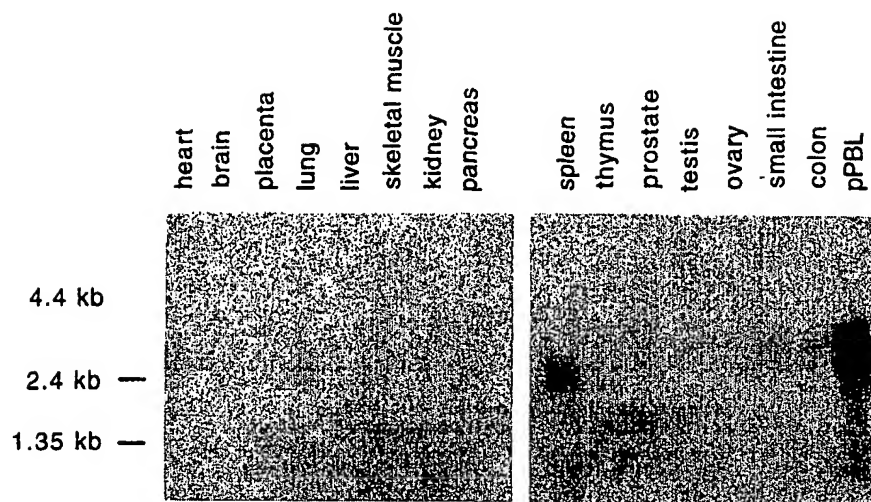 heart
brain
placenta
lung
liver
skeletal muscle
kidney
pancreas
spleen
thymus
prostate
testis
ovary
small intestine
colon
pPBL
4.4 kb
2.4 kb
1.35 kb